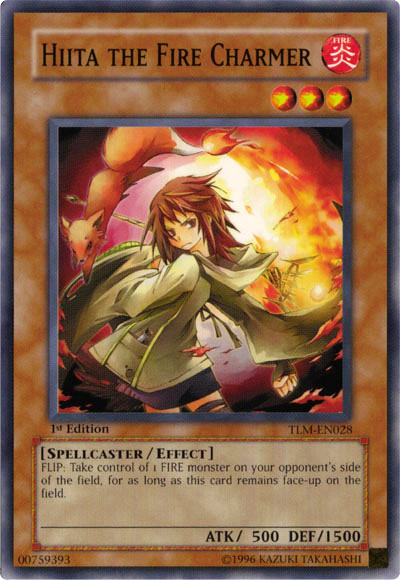 HIITA THE FIRE CHARMER
FIRE
炎
1st Edition
TLM-EN028
[SPELLCASTER / EFFECT]
FLIP: Take control of 1 FIRE monster on your opponent's side
of the field, for as long as this card remains face-up on the
field.
ATK/ 500 DEF/1500
00759393
©1996 KAZUKI TAKAHASHI